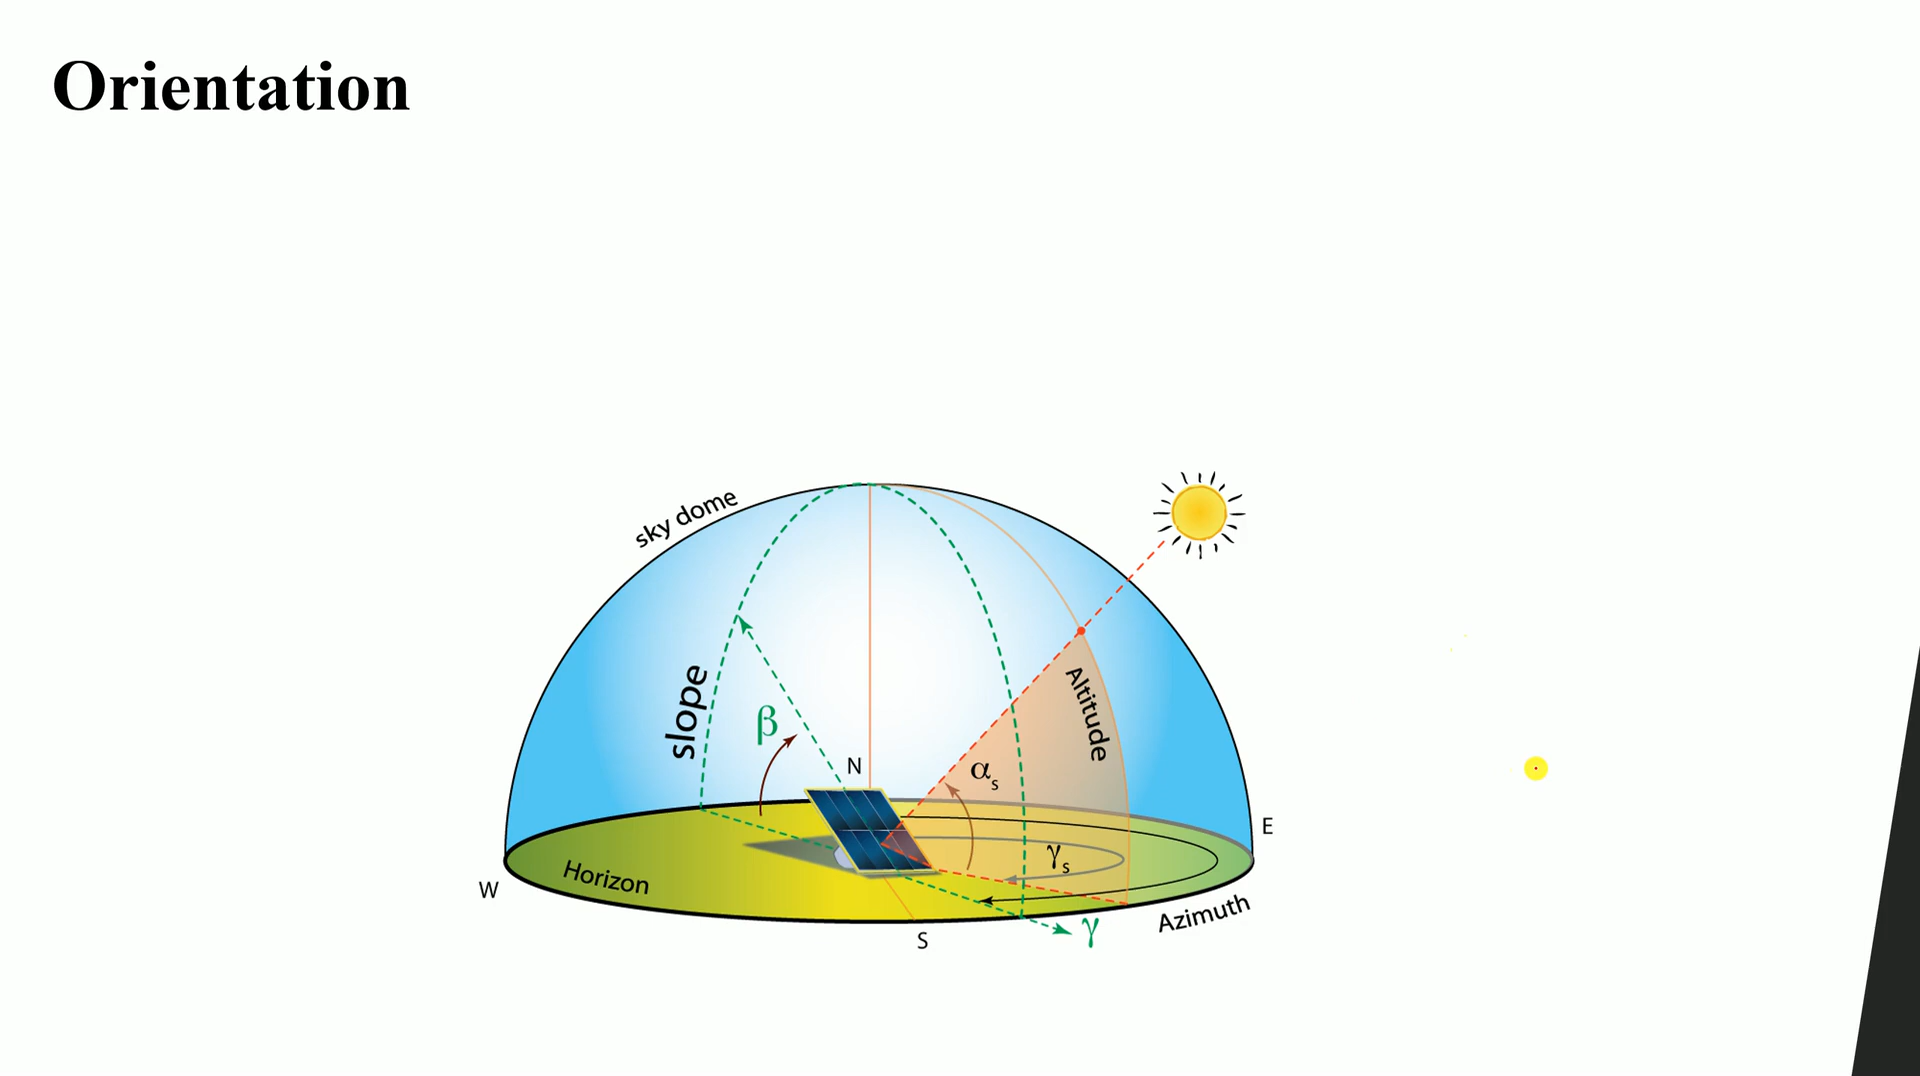 Orientation
sky dome
slope
β
N
αs
Altitude
γs
E
Horizon
W
Azimuth
γ
S